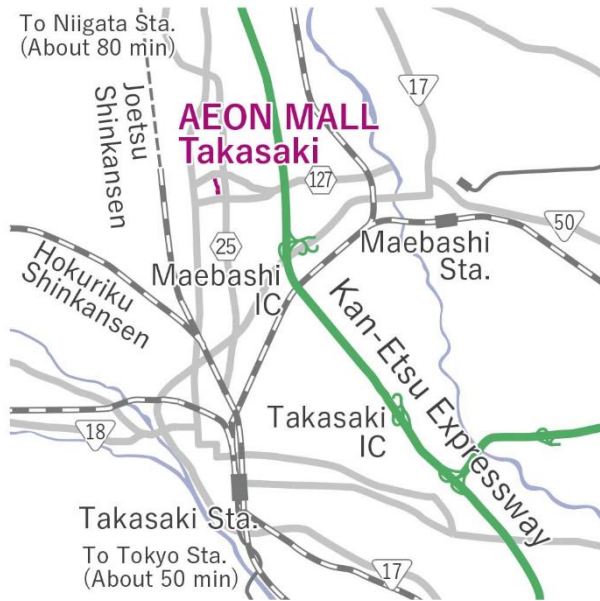 To Niigata Sta.
(About 80 min)
Joetsu
Shinkansen
17
AEON MALL
Takasaki
127
50
25
Maebashi
Sta.
Hokuriku
Shinkansen
Maebashi
IC
Kan-Etsu Expressway
Takasaki
IC
18
Takasaki Sta.
To Tokyo Sta.
(About 50 min)
17